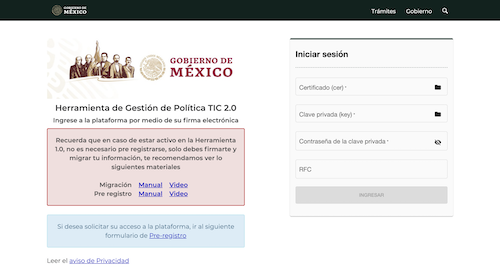 GOBIERNO DE
MÉXICO
Trámites
Gobierno
GOBIERNO DE
MÉXICO
Herramienta de Gestión de Política TIC 2.0
Ingrese a la plataforma por medio de su firma electrónica
Recuerda que en caso de estar activo en la Herramienta
1.0, no es necesario pre registrarse, solo debes firmarte y
migrar tu información, te recomendamos ver lo
siguientes materiales
Migración Manual Video
Pre registro Manual Video
Si desea solicitar su acceso a la plataforma, ir al siguiente
formulario de Pre-registro
Leer el aviso de Privacidad
Iniciar sesión
Certificado (cer) *
Clave privada (key) *
Contraseña de la clave privada *
RFC
INGRESAR